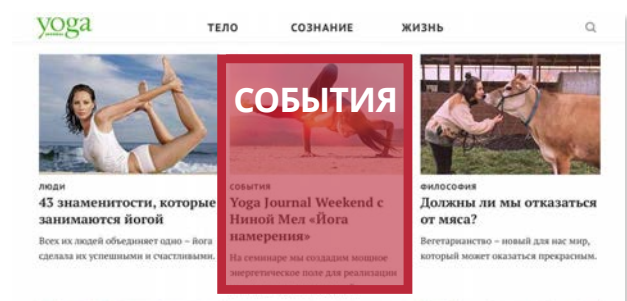 yoga
ТЕЛО
СОЗНАНИЕ
ЖИЗНЬ
ЛЮДИ
43 знаменитости, которые
занимаются йогой
Всех их людей объединяет одно – йога
сделала их успешными и счастливыми.
СОБЫТИЯ
СОБЫТИЯ
Yoga Journal Weekend с
Ниной Мел «Йога
намерения»
На семинаре мы создадим мощное
энергетическое поле для реализации
ФИЛОСОФИЯ
Должны ли мы отказаться
от мяса?
Вегетарианство – новый для нас мир,
который может оказаться прекрасным.